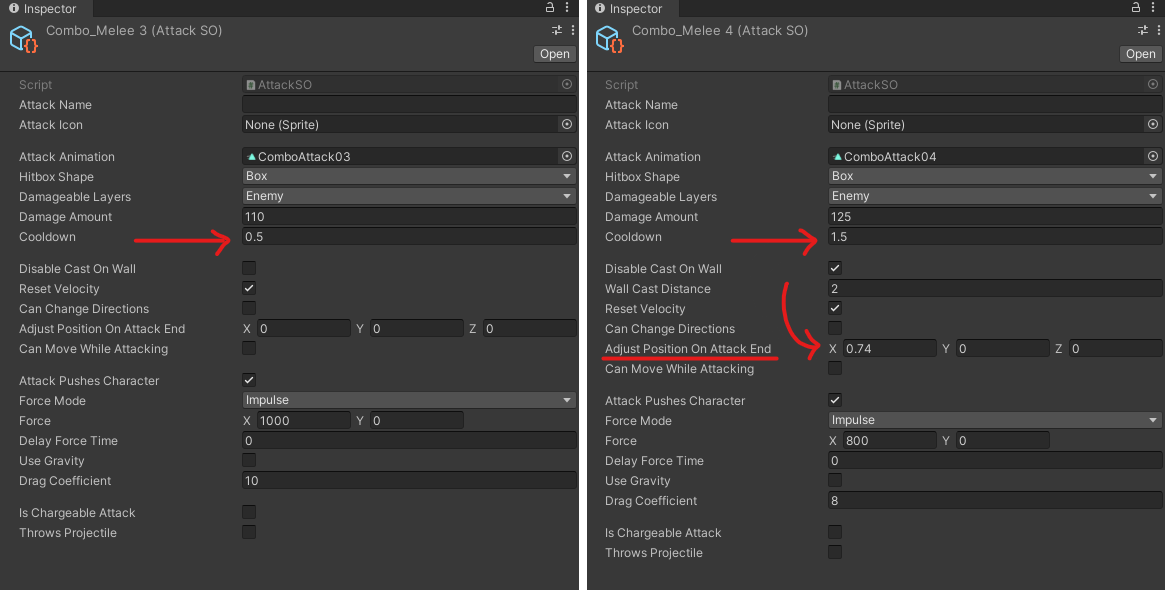 Inspector
Combo_Melee 3 (Attack SO)
Open
Script AttackSO
Attack Name
Attack Icon None (Sprite)
Attack Animation ComboAttack03
Hitbox Shape Box
Damageable Layers Enemy
Damage Amount 110
Cooldown 0.5
Disable Cast On Wall
Reset Velocity
Can Change Directions
Adjust Position On Attack End X 0 Y 0 Z 0
Can Move While Attacking
Attack Pushes Character
Force Mode Impulse
Force X 1000 Y 0
Delay Force Time 0
Use Gravity
Drag Coefficient 10
Is Chargeable Attack
Throws Projectile
Inspector
Combo_Melee 4 (Attack SO)
Open
Script AttackSO
Attack Name
Attack Icon None (Sprite)
Attack Animation ComboAttack04
Hitbox Shape Box
Damageable Layers Enemy
Damage Amount 125
Cooldown 1.5
Disable Cast On Wall
Wall Cast Distance 2
Reset Velocity
Can Change Directions
Adjust Position On Attack End X 0.74 Y 0 Z 0
Can Move While Attacking
Attack Pushes Character
Force Mode Impulse
Force X 800 Y 0
Delay Force Time 0
Use Gravity
Drag Coefficient 8
Is Chargeable Attack
Throws Projectile